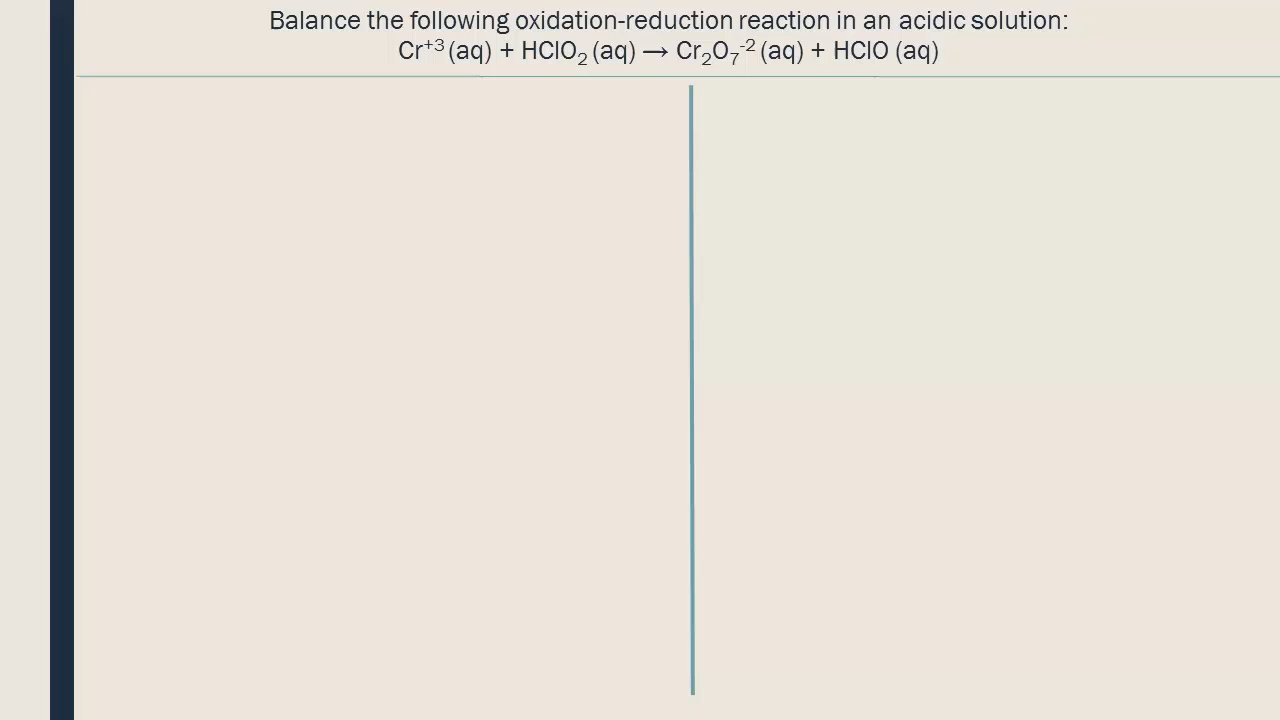 Balance the following oxidation-reduction reaction in an acidic solution:
Cr⁺³ (aq) + HClO₂ (aq) → Cr₂O₇⁻² (aq) + HClO (aq)